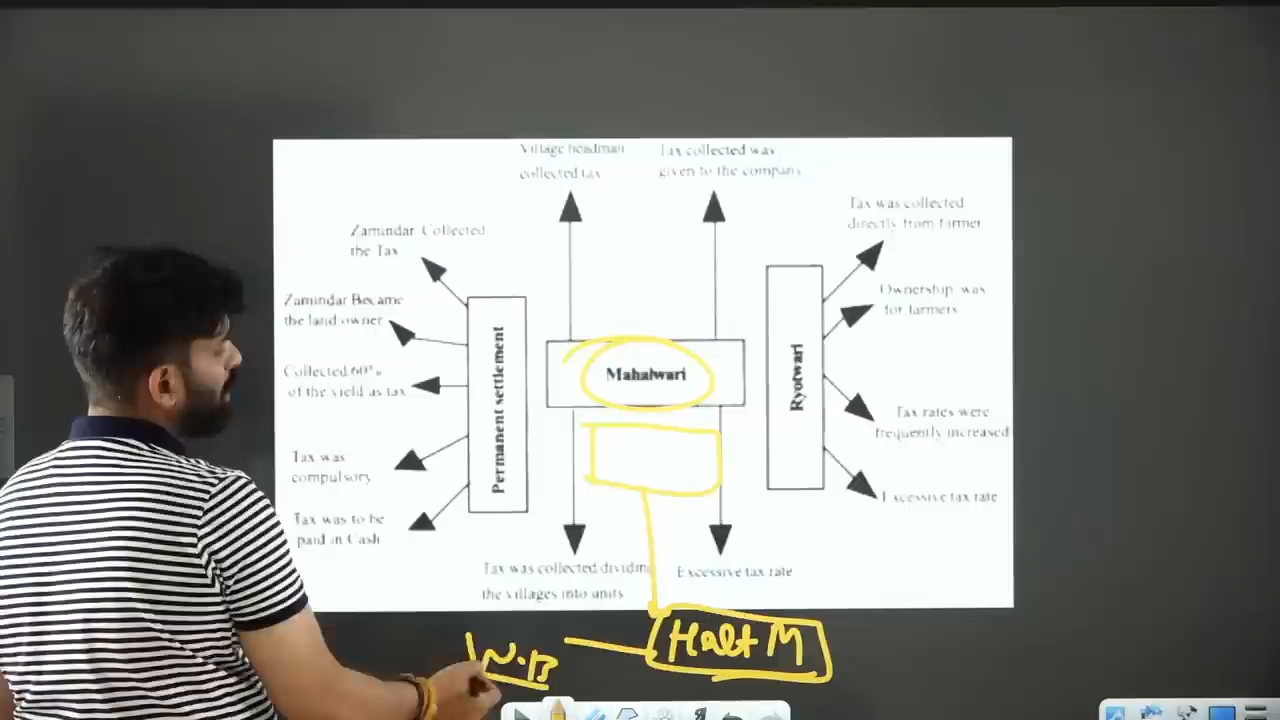 Village headman
collected tax
Tax collected was
given to the company
Zamindar Collected
the Tax
Zamindar Became
the land owner
Collected 60%
of the yield as tax
Tax was
compulsory
Tax was to be
paid in Cash
Permanent settlement
Mahalwari
Tax was collected dividing
the villages into units
Excessive tax rate
Ryotwari
Tax was collected
directly from farmer
Ownership was
for farmers
Tax rates were
frequently increased
Excessive tax rate
Halt M
W.B